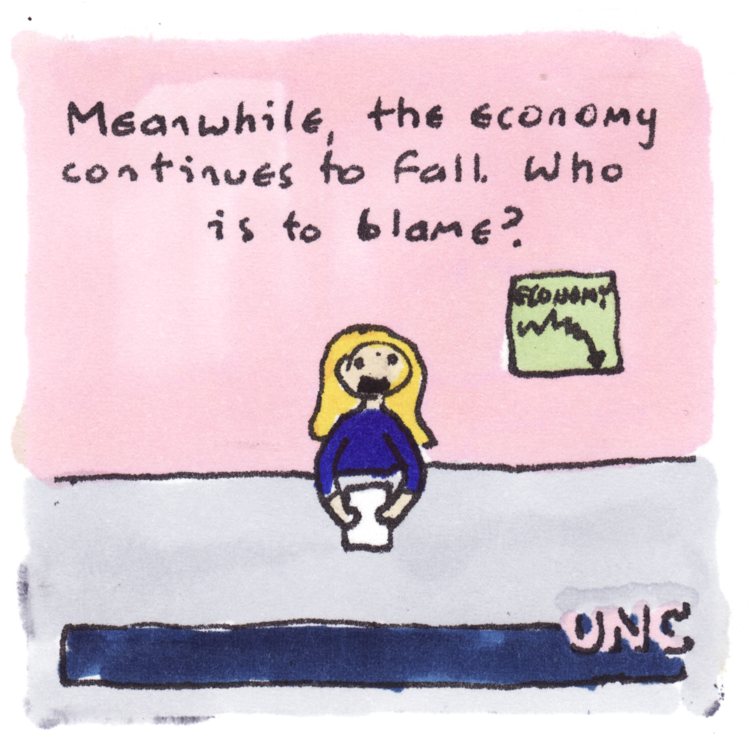 Meanwhile, the economy
continues to fall. Who
is to blame?
ECONOMY
UNC